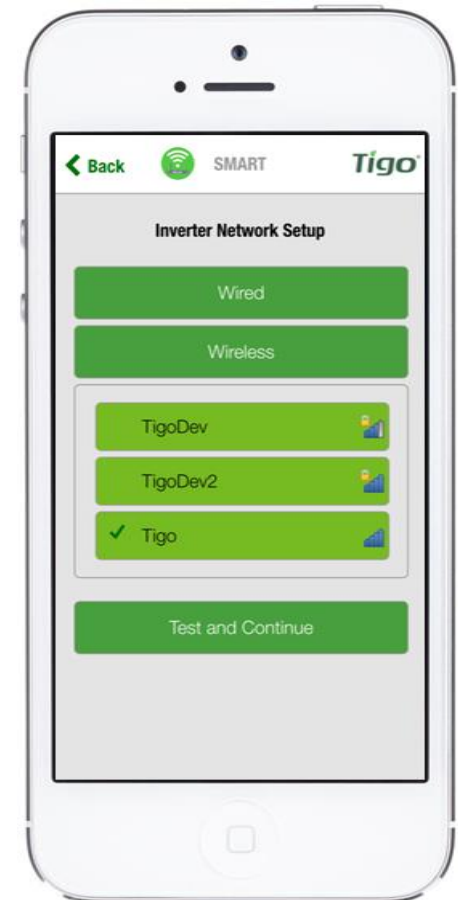 Back SMART Tigo
Inverter Network Setup
Wired
Wireless
TigoDev
TigoDev2
Tigo
Test and Continue